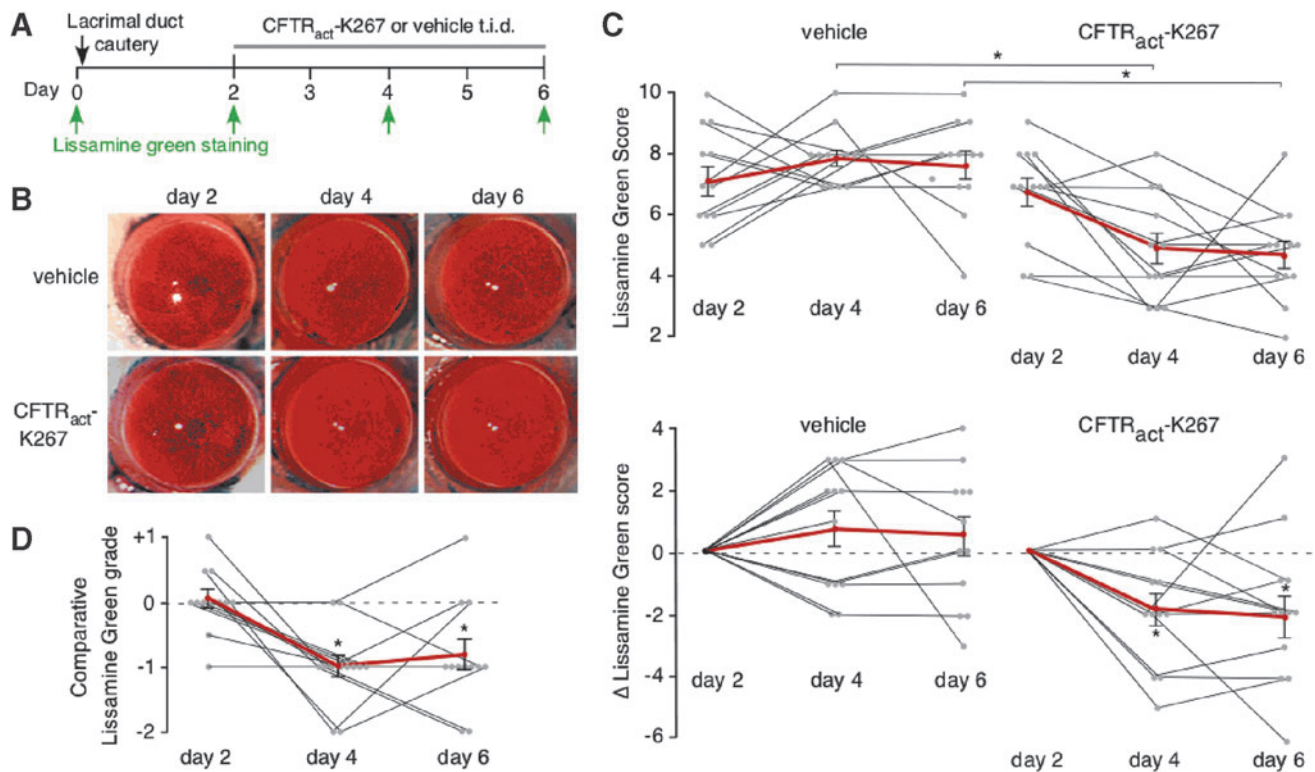 A
Lacrimal duct
cautery
CFTRact-K267 or vehicle t.i.d.
Day 0 2 3 4 5 6
Lissamine green staining
B
day 2 day 4 day 6
vehicle
CFTRact-
K267
C
vehicle CFTRact-K267
*
*
Lissamine Green Score
10
8
6
4
2
day 2 day 4 day 6
day 2 day 4 day 6
vehicle CFTRact-K267
Δ Lissamine Green score
4
2
0
-2
-4
-6
*
*
day 2 day 4 day 6
day 2 day 4 day 6
D
Comparative
Lissamine Green grade
+1
0
-1
-2
* *
day 2 day 4 day 6